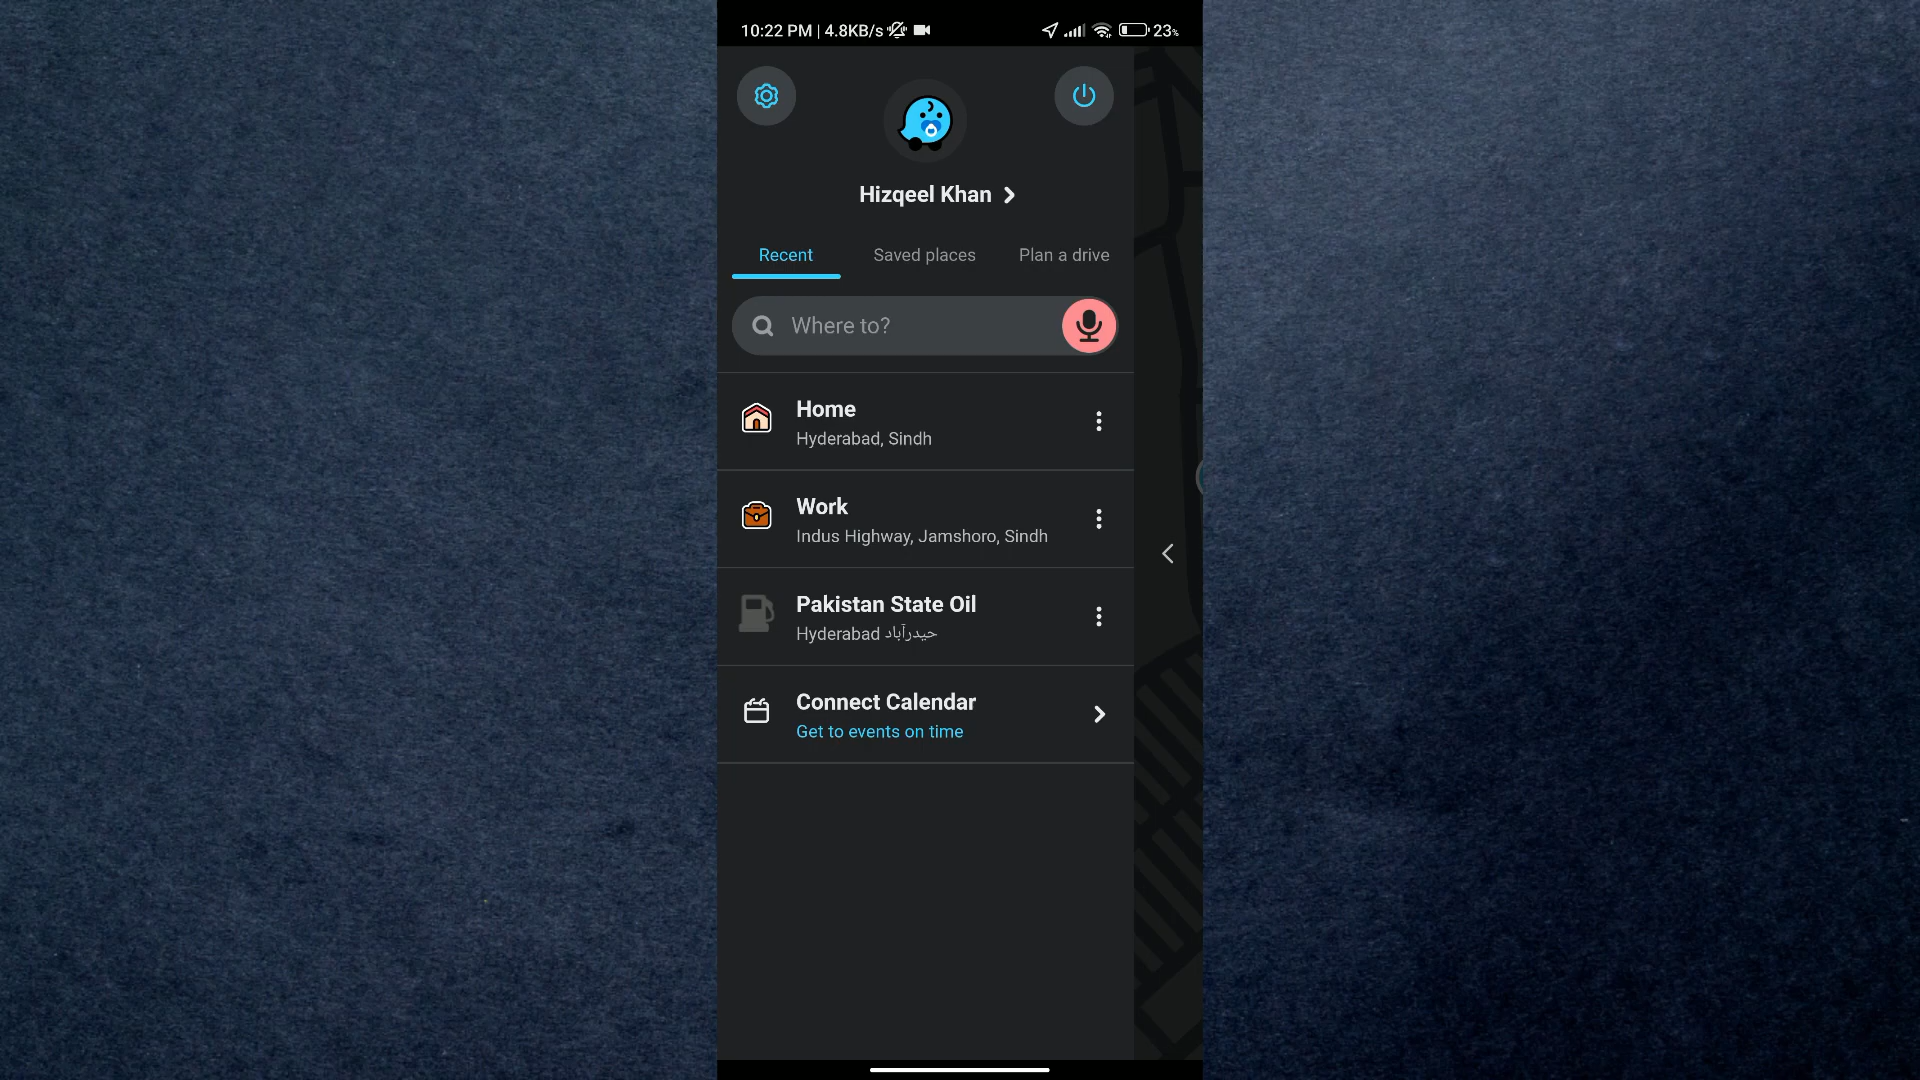 10:22 PM | 4.8KB/s 23%
Hizqeel Khan
Recent Saved places Plan a drive
Where to?
Home
Hyderabad, Sindh
Work
Indus Highway, Jamshoro, Sindh
Pakistan State Oil
Hyderabad حیدرآباد
Connect Calendar
Get to events on time